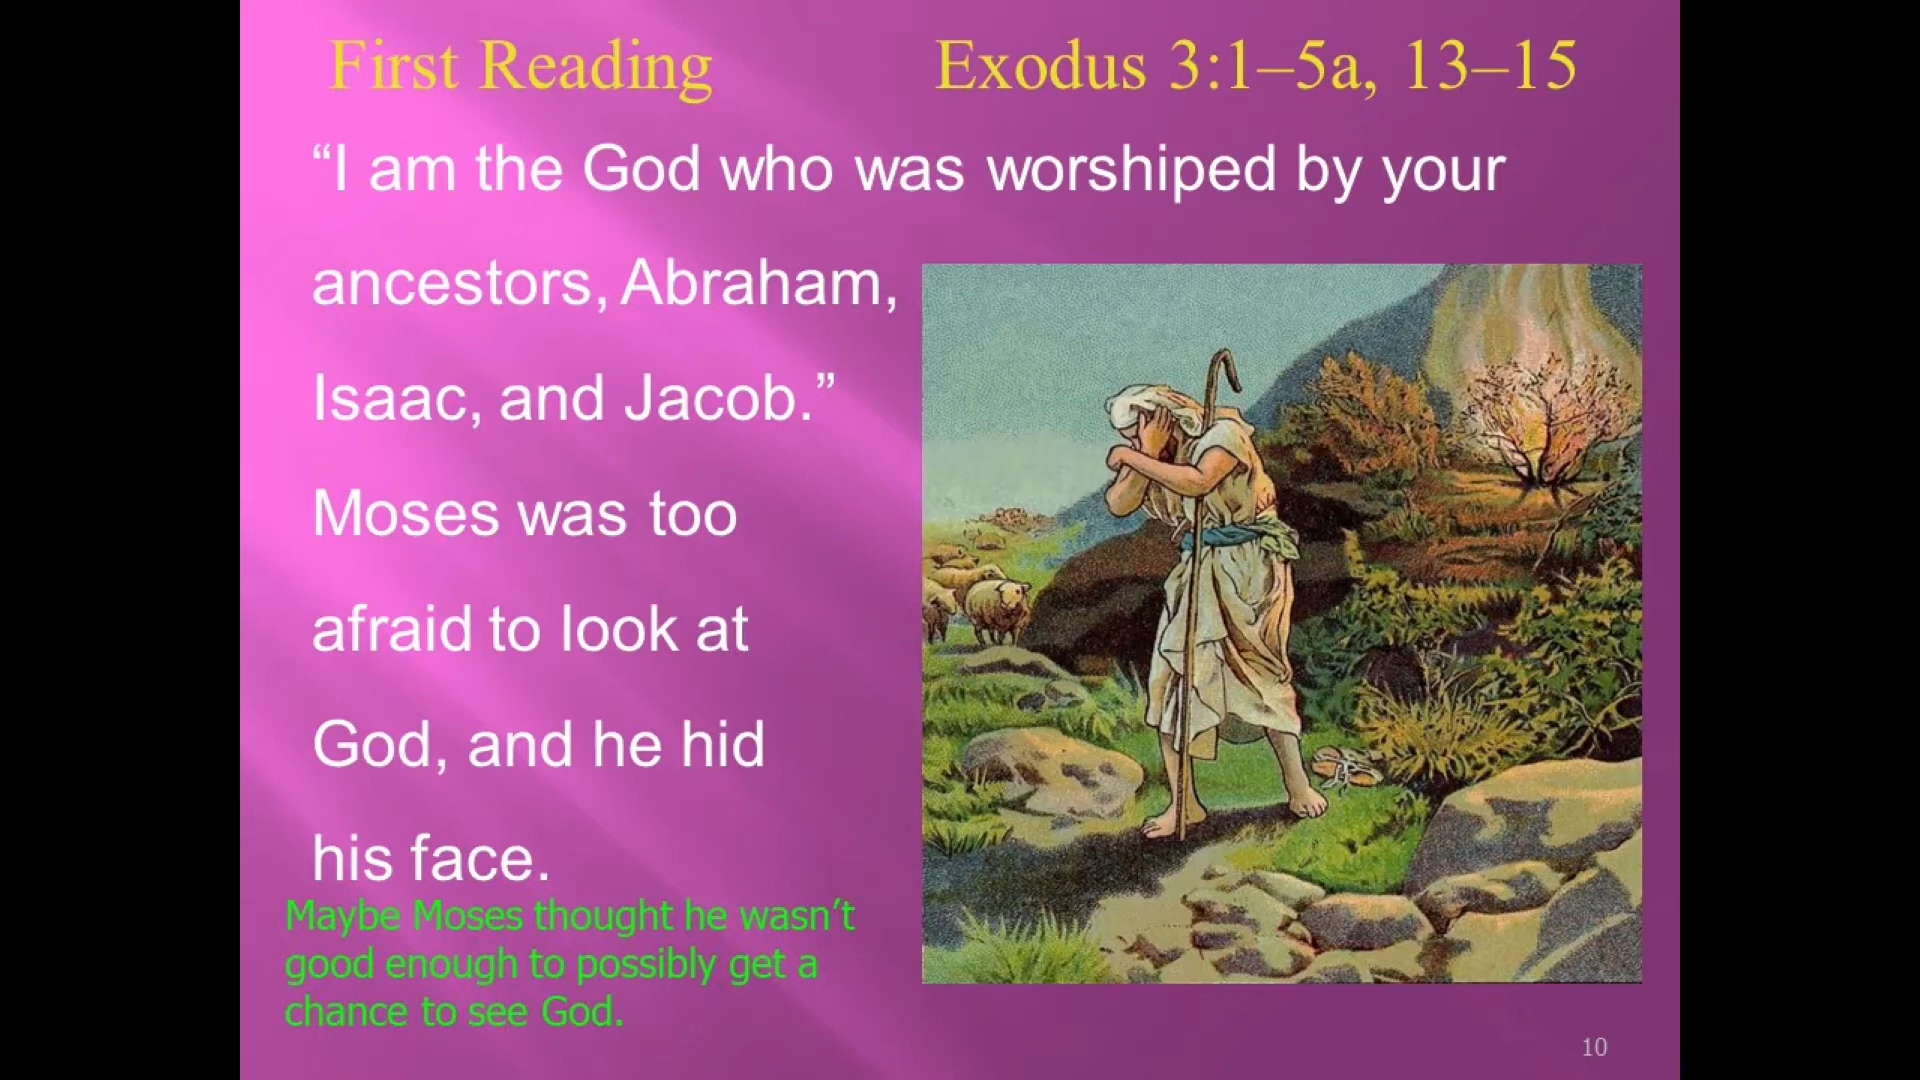 First Reading Exodus 3:1–5a, 13–15
“I am the God who was worshiped by your
ancestors, Abraham,
Isaac, and Jacob.”
Moses was too
afraid to look at
God, and he hid
his face.
Maybe Moses thought he wasn’t
good enough to possibly get a
chance to see God.
10